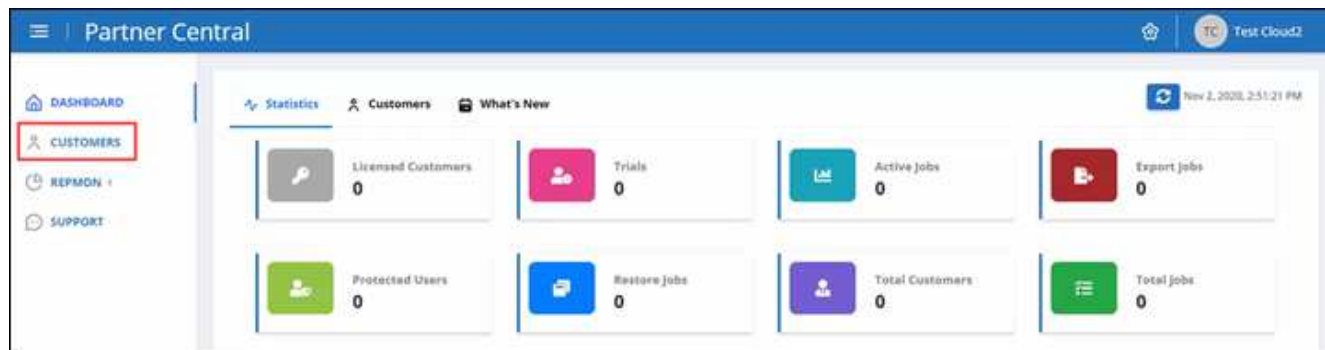 Partner Central
TC Test Cloud2
DASHBOARD
CUSTOMERS
REPMON
SUPPORT
Statistics Customers What's New
Nov 2, 2020, 2:51:21 PM
Licensed Customers
0
Trials
0
Active Jobs
0
Export Jobs
0
Protected Users
0
Restore Jobs
0
Total Customers
0
Total Jobs
0